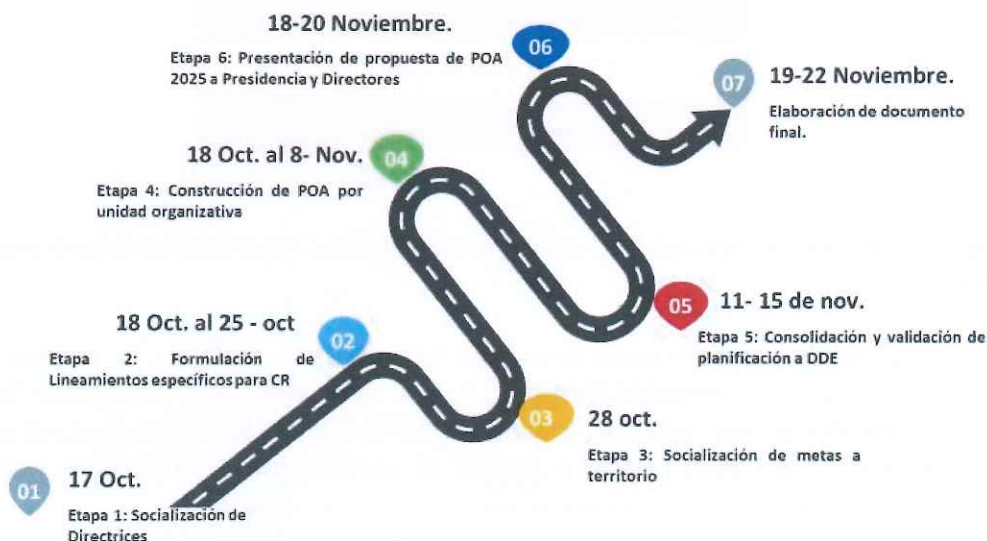 18-20 Noviembre.
Etapa 6: Presentación de propuesta de POA
2025 a Presidencia y Directores
06
07
19-22 Noviembre.
Elaboración de documento
final.
18 Oct. al 8- Nov.
04
Etapa 4: Construcción de POA por
unidad organizativa
05
11- 15 de nov.
Etapa 5: Consolidación y validación de
planificación a DDE
18 Oct. al 25 - oct
02
Etapa 2: Formulación de
Lineamientos específicos para CR
03
28 oct.
Etapa 3: Socialización de metas a
territorio
01
17 Oct.
Etapa 1: Socialización de
Directrices